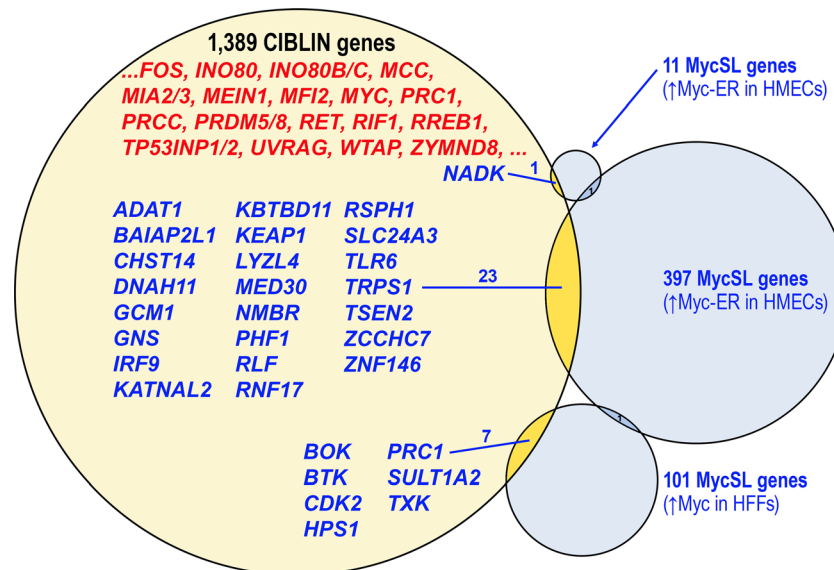 1,389 CIBLIN genes
...FOS, INO80, INO80B/C, MCC,
MIA2/3, MEIN1, MFI2, MYC, PRC1,
PRCC, PRDM5/8, RET, RIF1, RREB1,
TP53INP1/2, UVRAG, WTAP, ZYMND8, ...
11 MycSL genes
(↑Myc-ER in HMECs)
NADK 1
1
ADAT1 KBTBD11 RSPH1
BAIAP2L1 KEAP1 SLC24A3
CHST14 LYZL4 TLR6
DNAH11 MED30 TRPS1 23
GCM1 NMBR TSEN2
GNS PHF1 ZCCHC7
IRF9 RLF ZNF146
KATNAL2 RNF17
397 MycSL genes
(↑Myc-ER in HMECs)
1
BOK PRC1 7
BTK SULT1A2
CDK2 TXK
HPS1
101 MycSL genes
(↑Myc in HFFs)